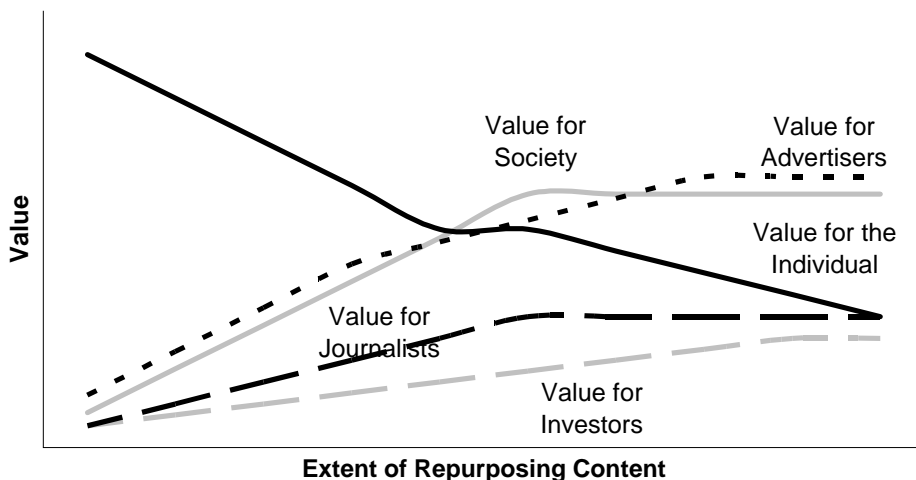 Value for
Society
Value for
Advertisers
Value
Value for the
Individual
Value for
Journalists
Value for
Investors
Extent of Repurposing Content